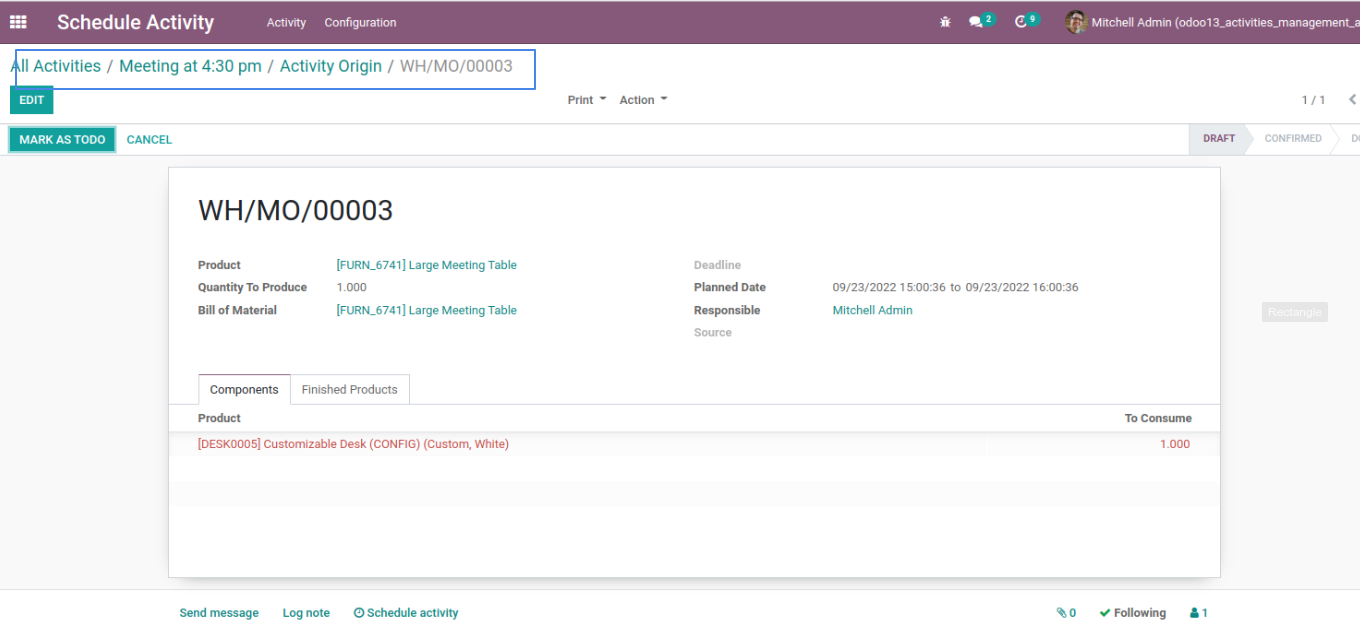 Schedule Activity Activity Configuration 2 9 Mitchell Admin (odoo13_activities_management_a
All Activities / Meeting at 4:30 pm / Activity Origin / WH/MO/00003
EDIT Print Action 1 / 1
MARK AS TODO CANCEL DRAFT CONFIRMED
WH/MO/00003
Product [FURN_6741] Large Meeting Table Deadline
Quantity To Produce 1.000 Planned Date 09/23/2022 15:00:36 to 09/23/2022 16:00:36
Bill of Material [FURN_6741] Large Meeting Table Responsible Mitchell Admin
Source
Rectangle
Components Finished Products
Product To Consume
[DESK0005] Customizable Desk (CONFIG) (Custom, White) 1.000
Send message Log note Schedule activity 0 Following 1